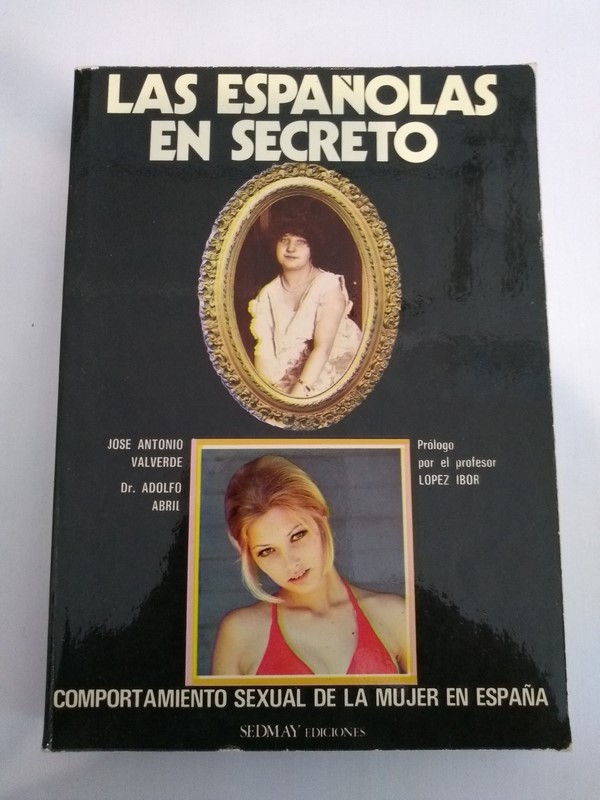 LAS ESPAÑOLAS
EN SECRETO
JOSE ANTONIO
VALVERDE
Dr. ADOLFO
ABRIL
Prólogo
por el profesor
LOPEZ IBOR
COMPORTAMIENTO SEXUAL DE LA MUJER EN ESPAÑA
SEDMAY EDICIONES